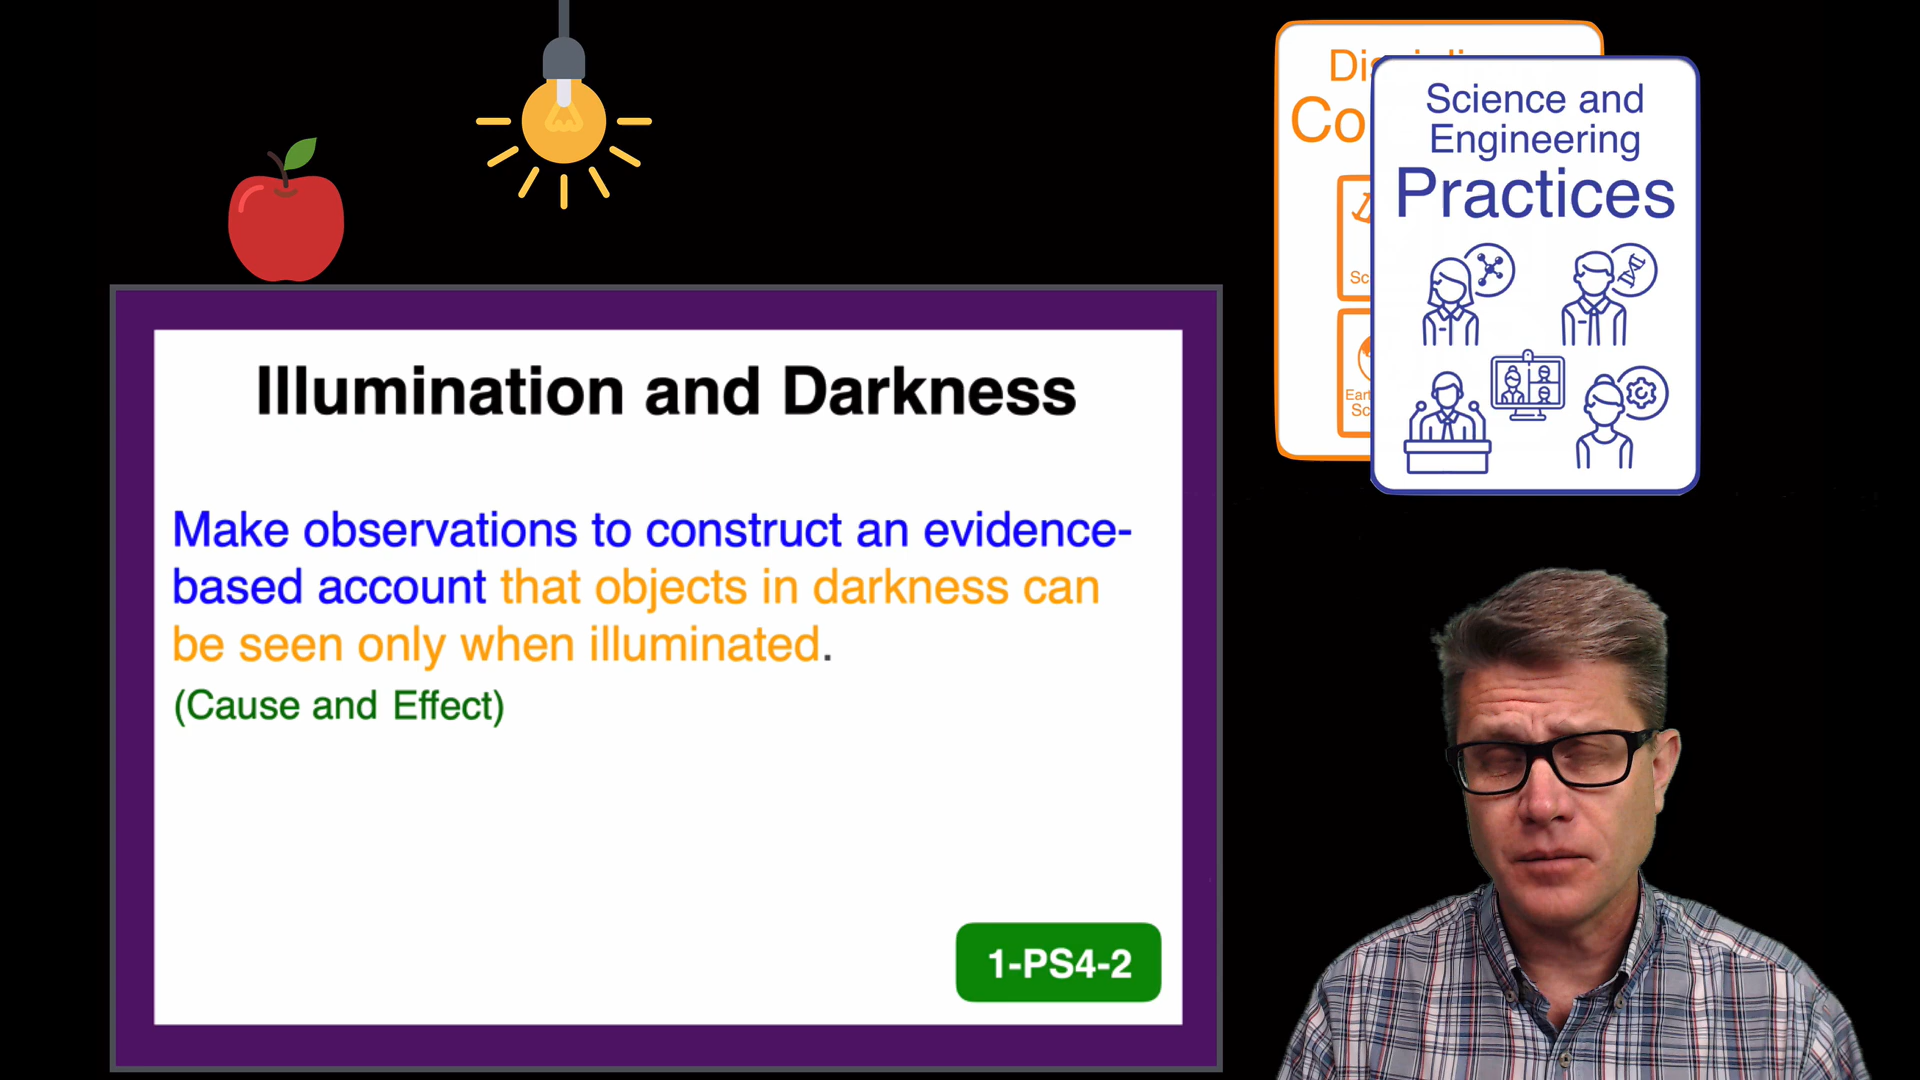 Science and
Engineering
Practices
Co
Illumination and Darkness
Make observations to construct an evidence-
based account that objects in darkness can
be seen only when illuminated.
(Cause and Effect)
1-PS4-2